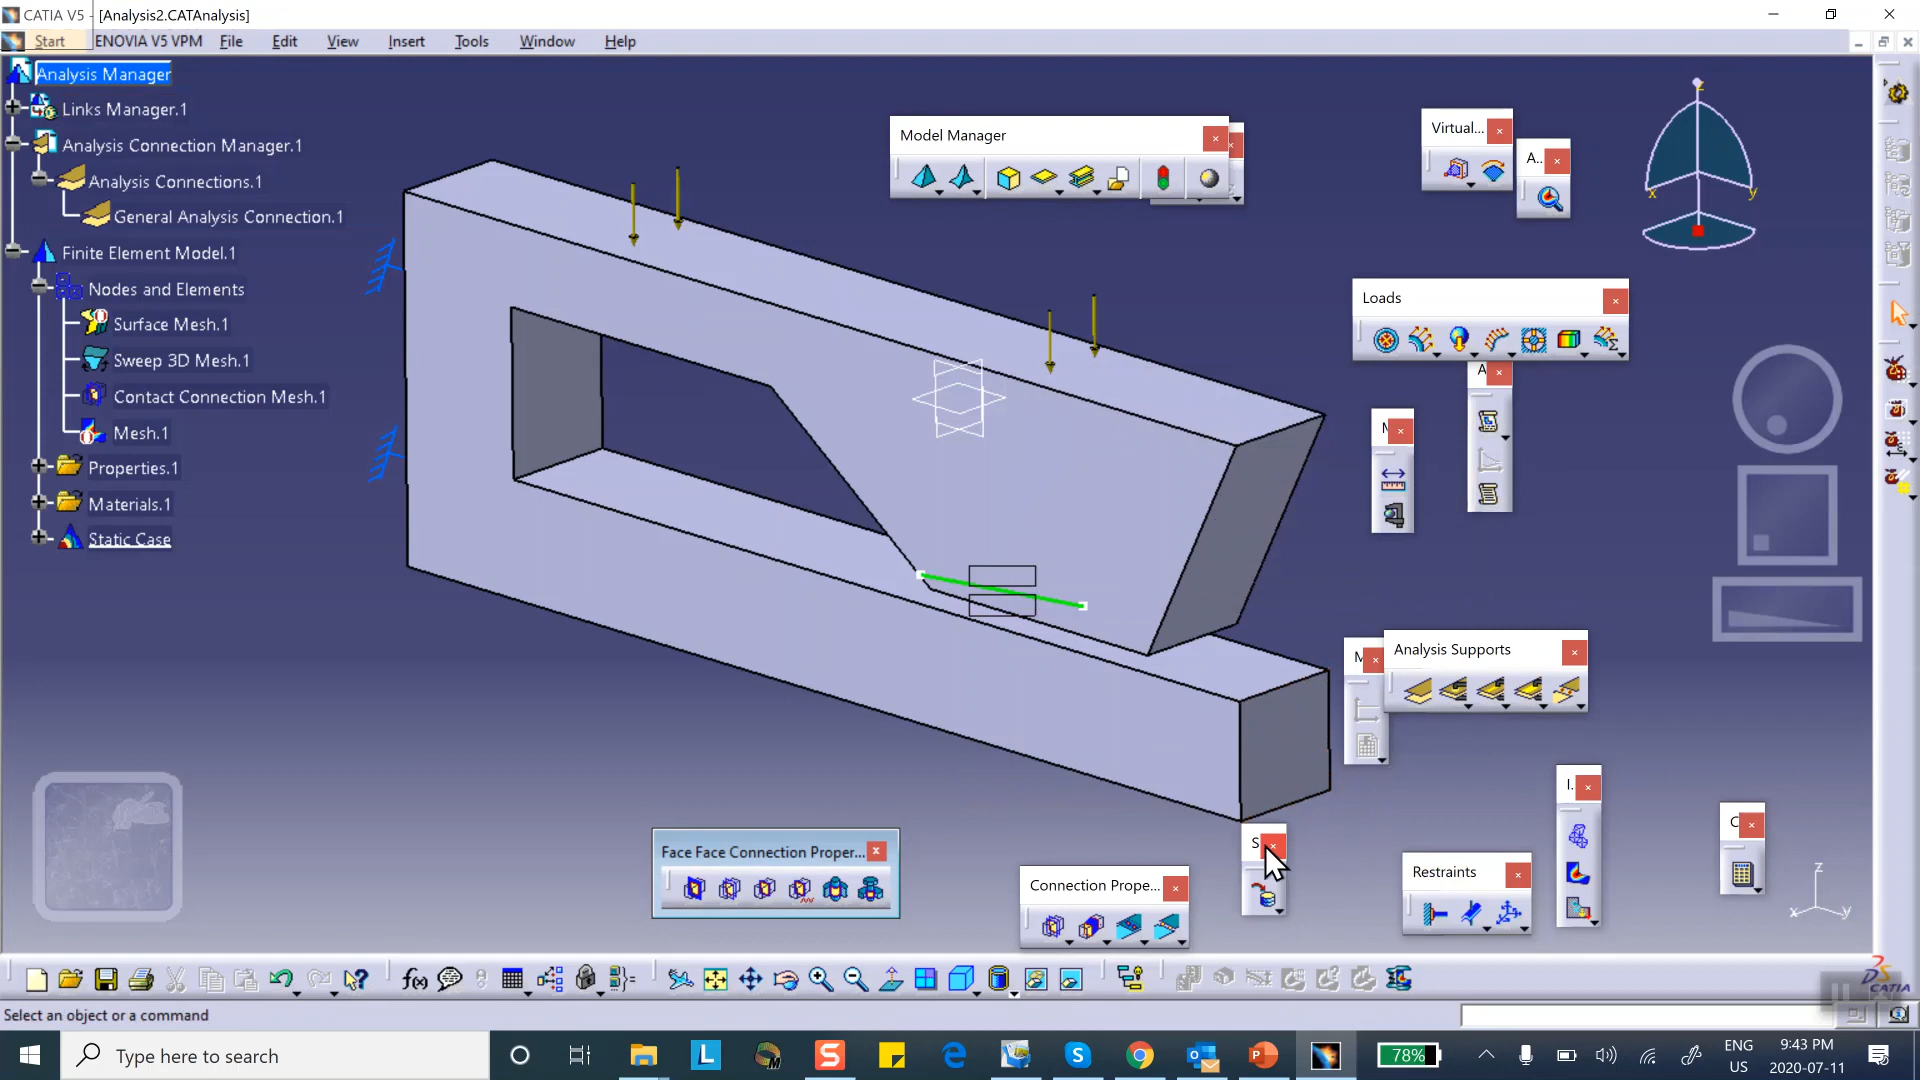 CATIA V5 - [Analysis2.CATAnalysis]
Start ENOVIA V5 VPM File Edit View Insert Tools Window Help
Analysis Manager
Links Manager.1
Analysis Connection Manager.1
Analysis Connections.1
General Analysis Connection.1
Finite Element Model.1
Nodes and Elements
Surface Mesh.1
Sweep 3D Mesh.1
Contact Connection Mesh.1
Mesh.1
Properties.1
Materials.1
Static Case
Model Manager
Virtual...
A..
z
x
y
Loads
A
M
Analysis Supports
I.
C
Face Face Connection Proper...
Connection Prope...
S
Restraints
z
x
y
f(x)
CATIA
Select an object or a command
Type here to search
L
S
78%
ENG
US
9:43 PM
2020-07-11